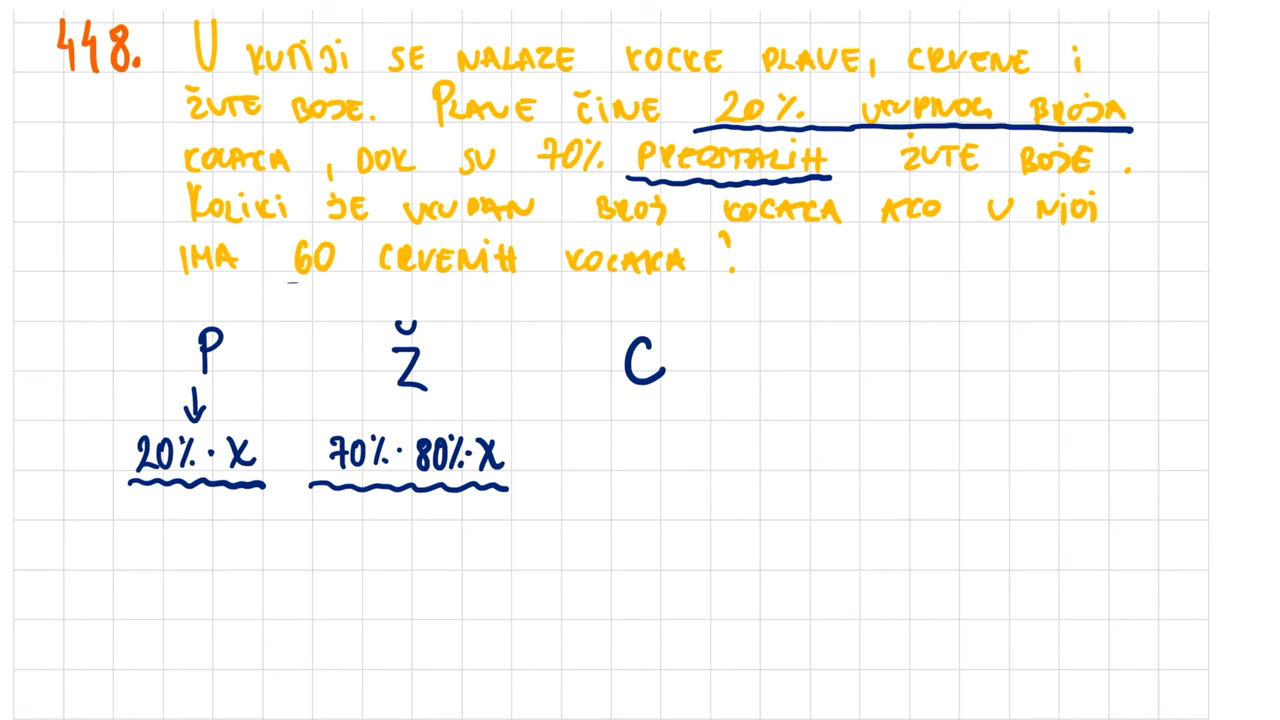 448. U KUTIJI SE NALAZE KOCKE PLAVE, CRVENE I
ŽUTE BOJE. PLAVE ČINE 20% UKUPNOG BROJA
KOCAKA, DOK SU 70% PREOSTALIH ŽUTE BOJE.
KOLIKI JE UKUPAN BROJ KOCAKA AKO U NJOJ
IMA 60 CRVENIH KOCAKA?
P Ž C
↓
20% · x 70% · 80% · x